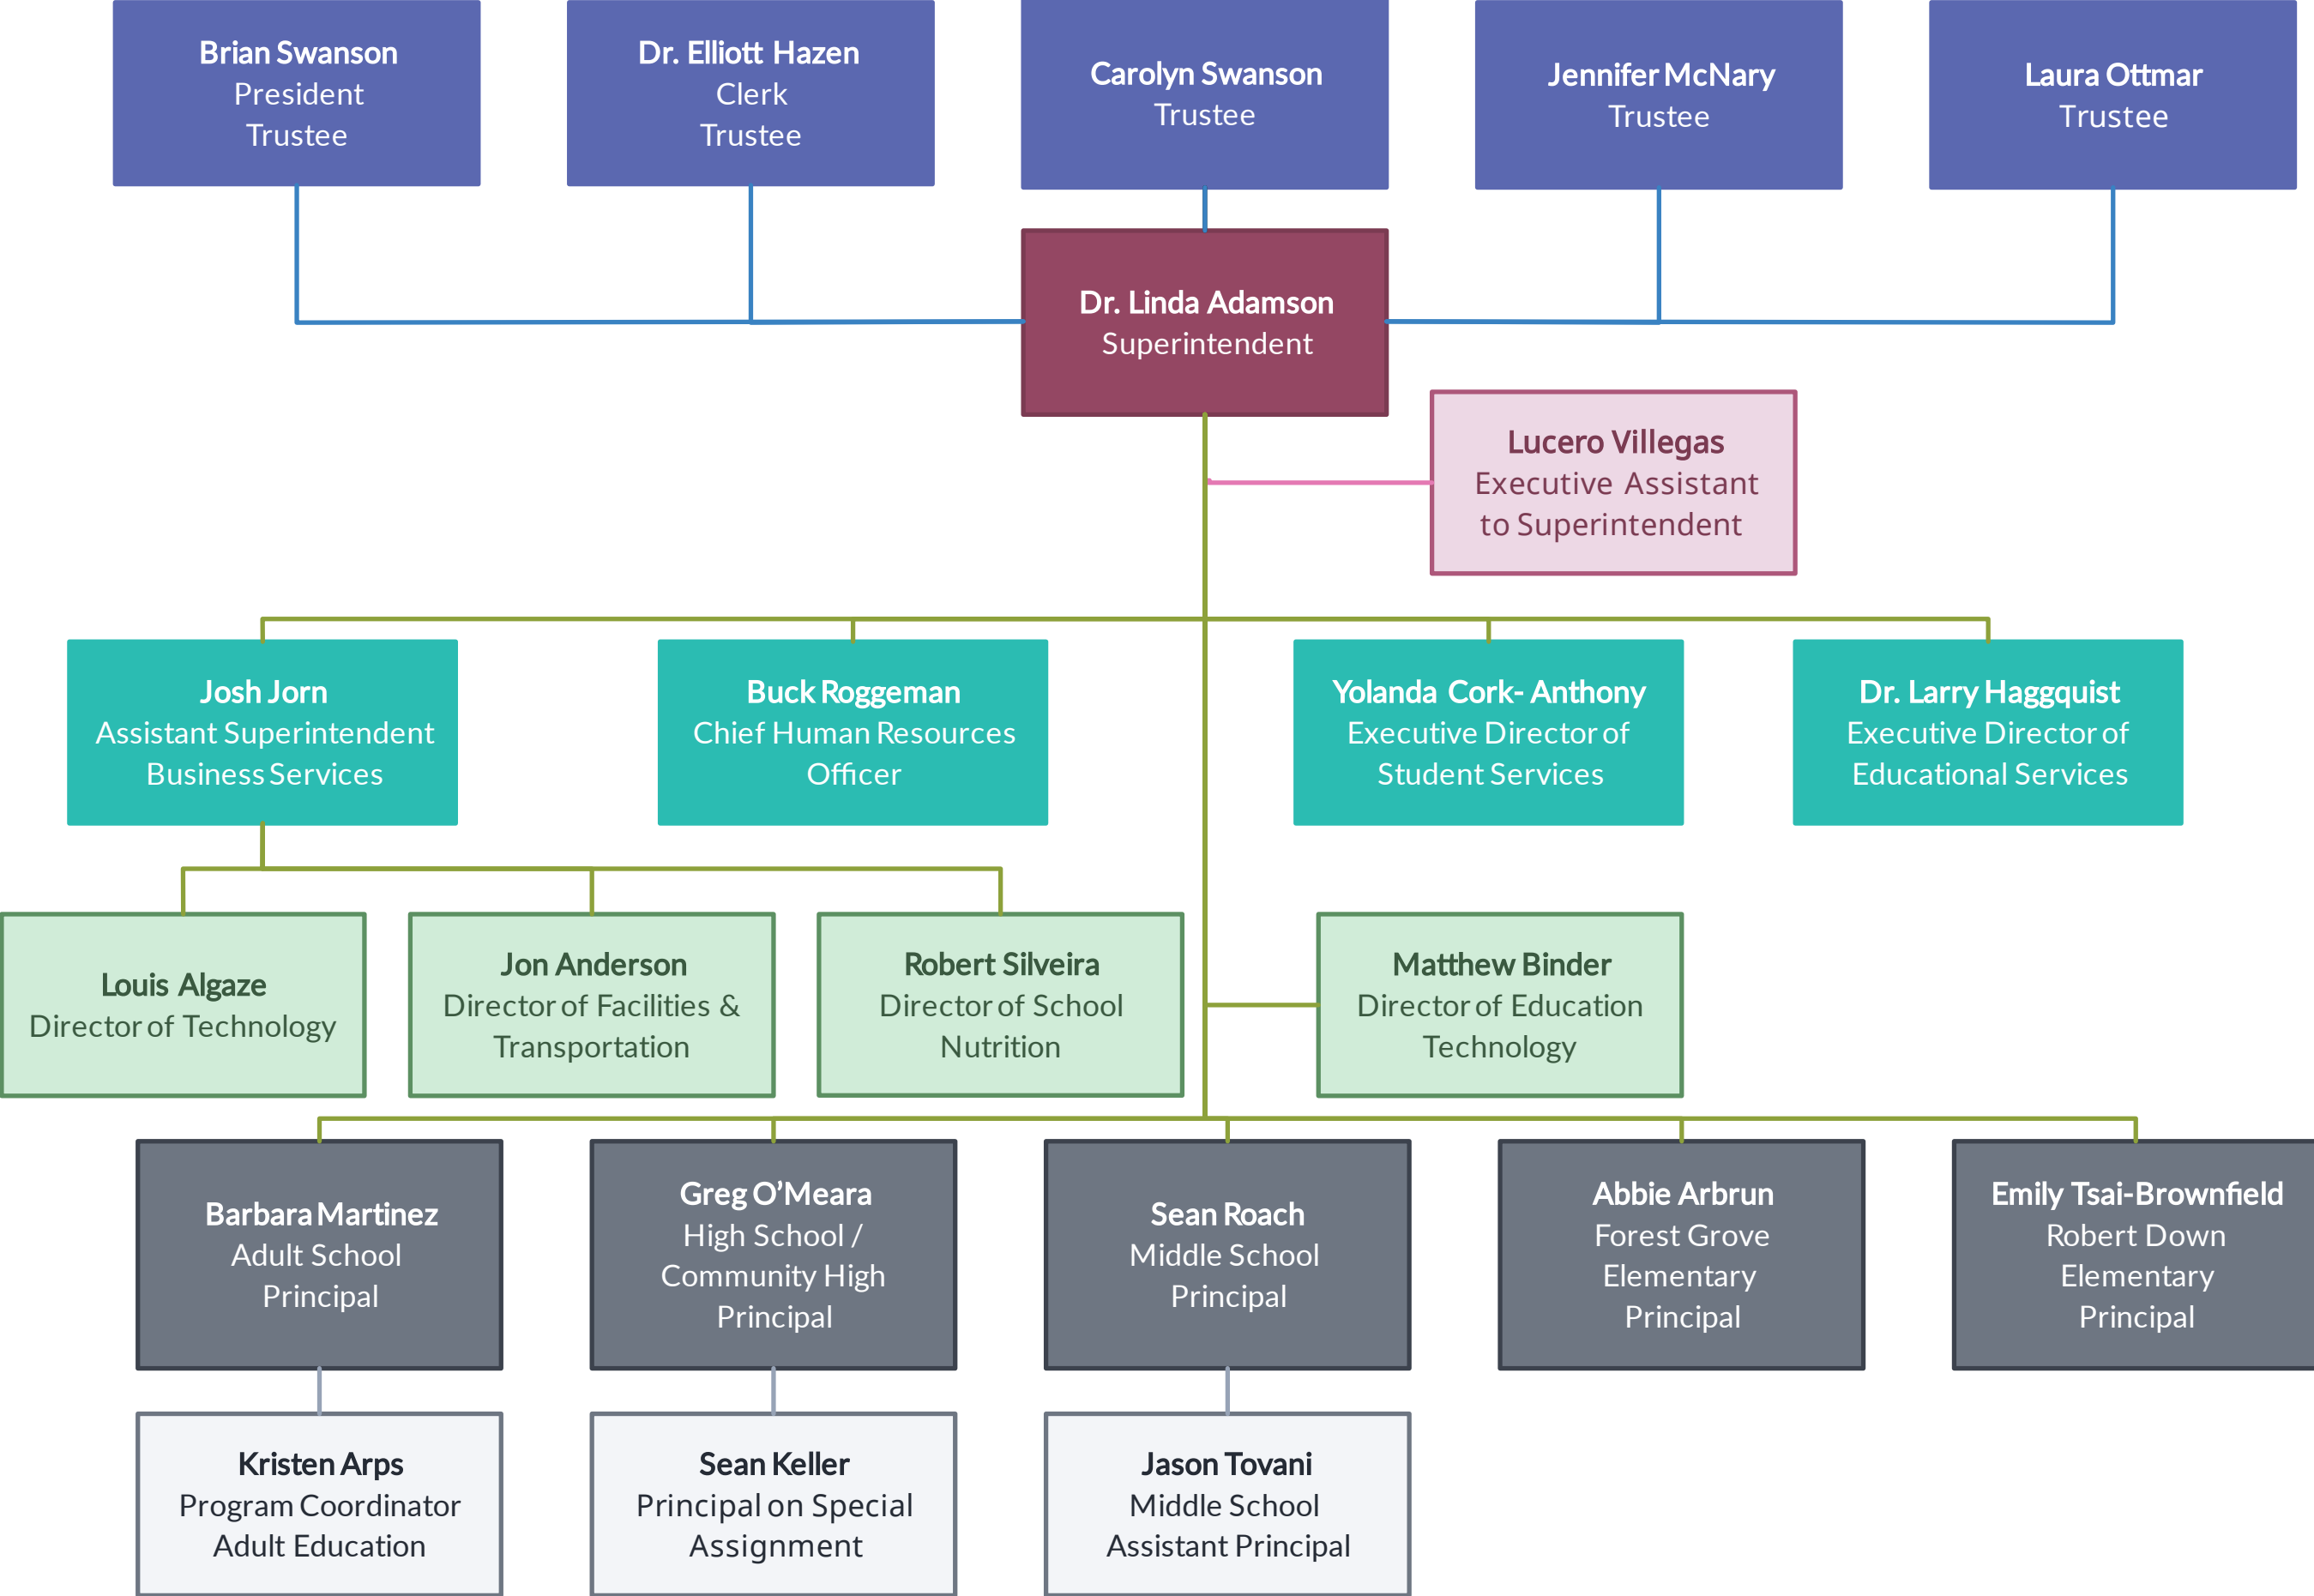 Brian Swanson
President
Trustee
Dr. Elliott Hazen
Clerk
Trustee
Carolyn Swanson
Trustee
Jennifer McNary
Trustee
Laura Ottmar
Trustee
Dr. Linda Adamson
Superintendent
Lucero Villegas
Executive Assistant
to Superintendent
Josh Jorn
Assistant Superintendent
Business Services
Buck Roggeman
Chief Human Resources
Officer
Yolanda Cork- Anthony
Executive Director of
Student Services
Dr. Larry Haggquist
Executive Director of
Educational Services
Louis Algaze
Director of Technology
Jon Anderson
Director of Facilities &
Transportation
Robert Silveira
Director of School
Nutrition
Matthew Binder
Director of Education
Technology
Barbara Martinez
Adult School
Principal
Greg O’Meara
High School /
Community High
Principal
Sean Roach
Middle School
Principal
Abbie Arbrun
Forest Grove
Elementary
Principal
Emily Tsai-Brownfield
Robert Down
Elementary
Principal
Kristen Arps
Program Coordinator
Adult Education
Sean Keller
Principal on Special
Assignment
Jason Tovani
Middle School
Assistant Principal